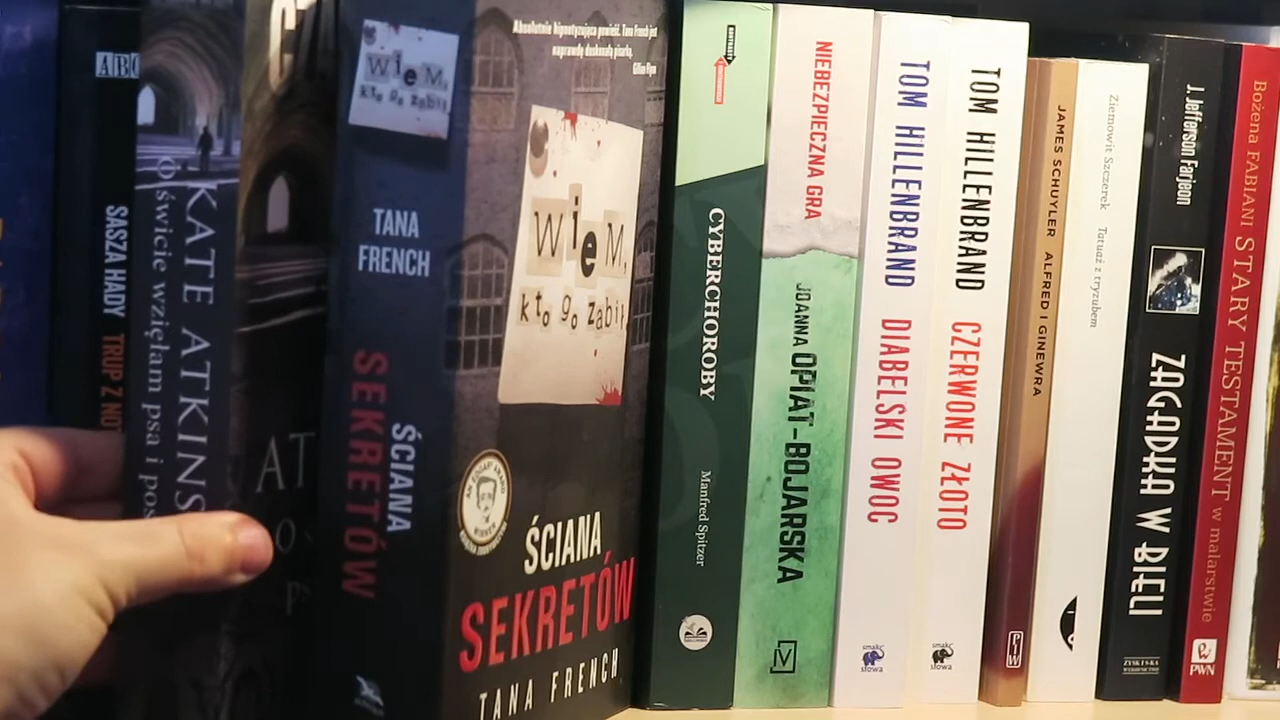 ABC
SASZA HADY TRUP Z
KATE
O świcie wzięłam psa i
WieM,
kto go zabił
TANA
FRENCH
ŚCIANA
SEKRETÓW
Absolutnie hipnotyzująca powieść. Tana French jest
naprawdę doskonałą pisarką.
Gillian Flynn
WieM,
kto go zabił
ŚCIANA
SEKRETÓW
TANA FRENCH
CYBERCHOROBY
Manfred Spitzer
NIEBEZPIECZNA GRA
JOANNA OPIAT-BOJARSKA
TOM HILLENBRAND DIABELSKI OWOC
smak
słowa
TOM HILLENBRAND CZERWONE ZŁOTO
smak
słowa
JAMES SCHUYLER ALFRED I GINEWRA
PIW
Ziemowit Szczerek Tatuaż z tryzubem
J. Jefferson Farjeon
ZAGADKA W BIELI
ZYSK I S-KA
WYDAWNICTWO
Bożena FABIANI STARY TESTAMENT w malarstwie
PWN